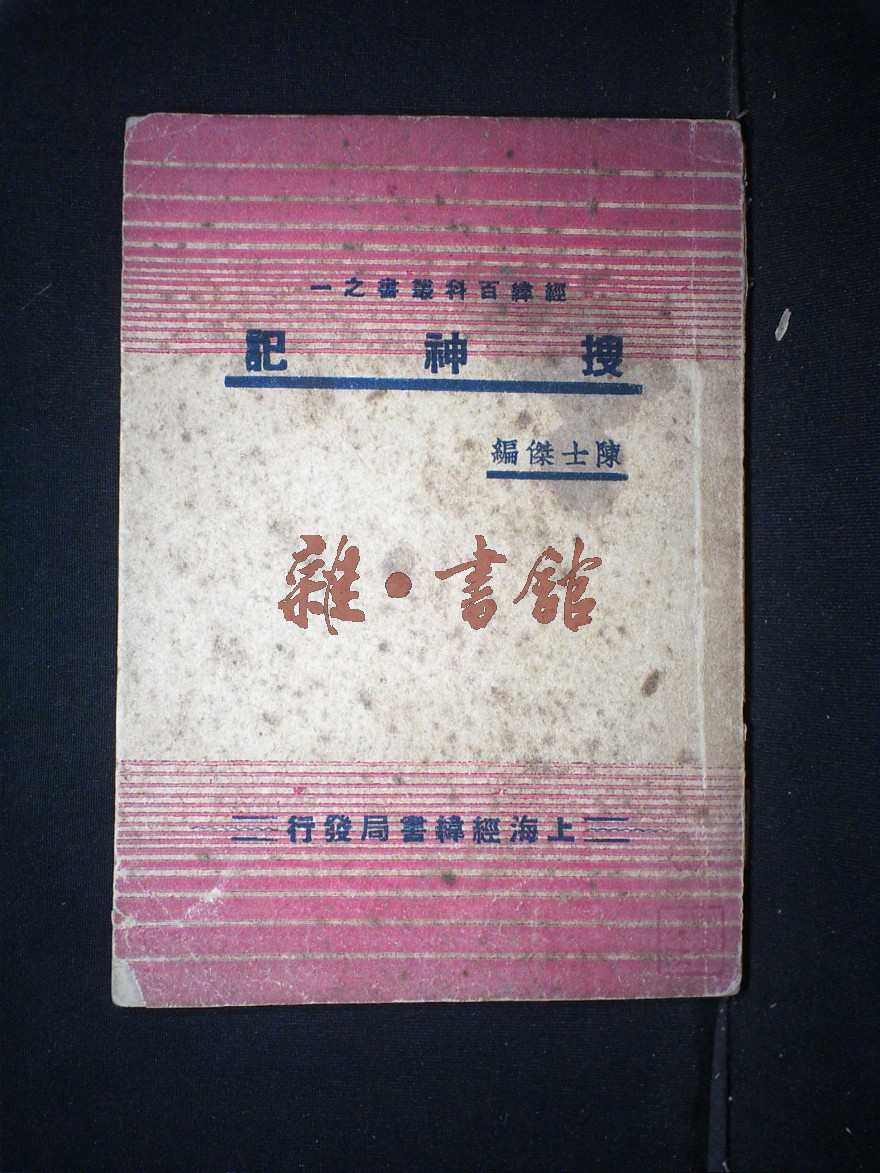 經緯百科叢書之一
搜神記
陳士傑編
雜·書館
上海經緯書局發行